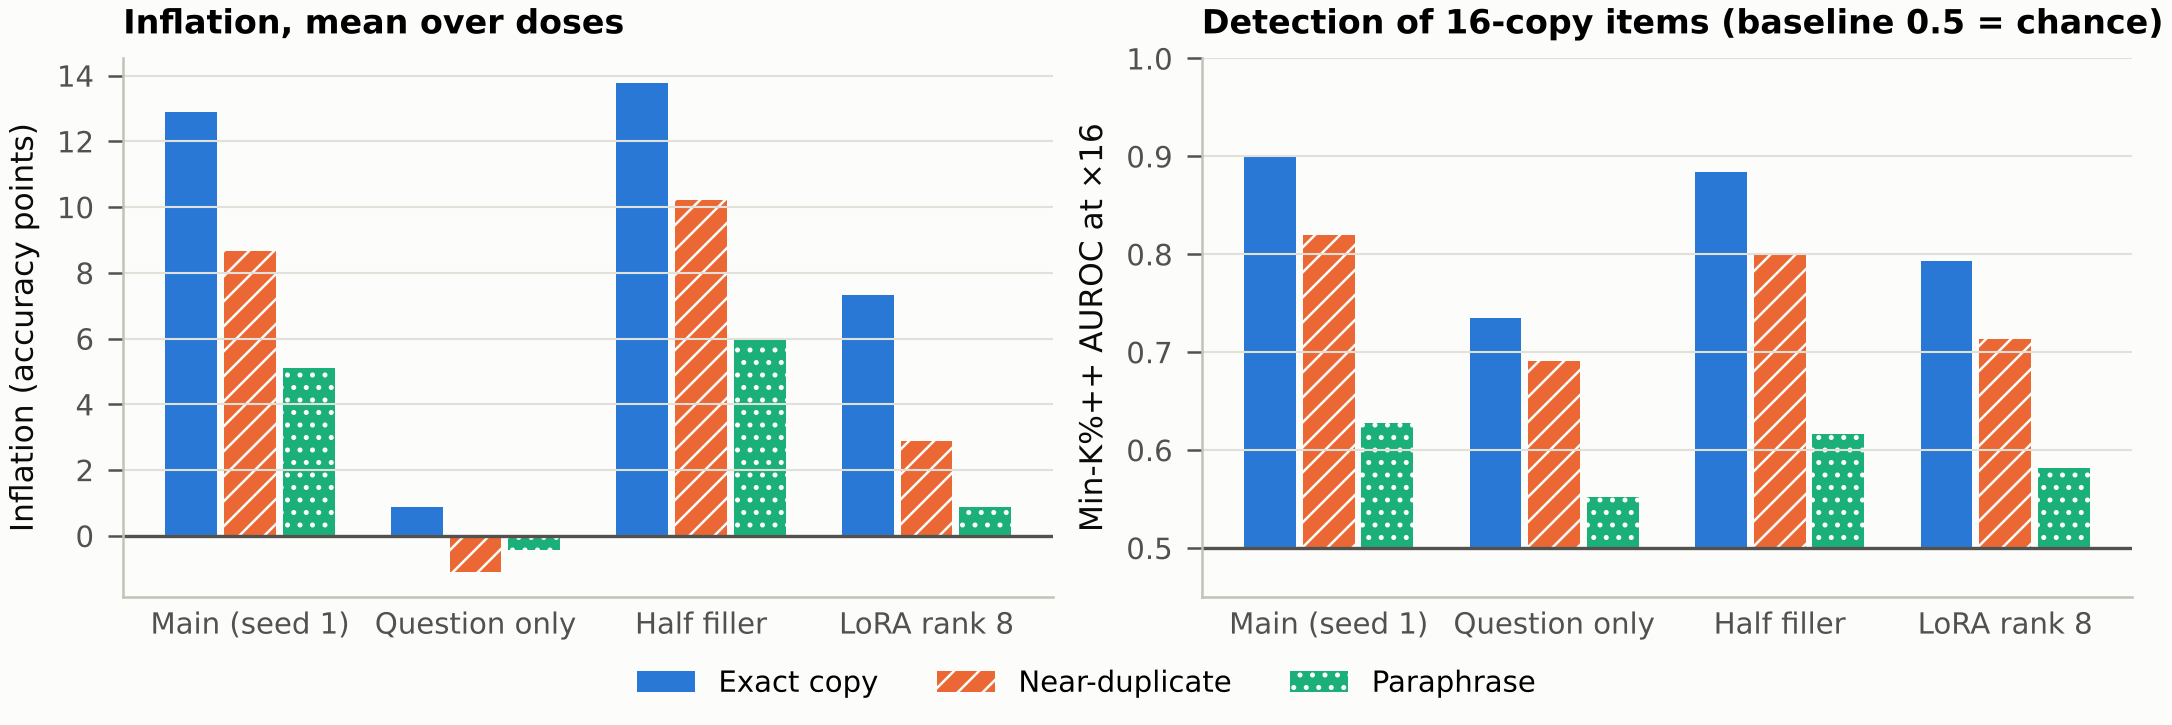 Inflation, mean over doses
Inflation (accuracy points)
14
12
10
8
6
4
2
0
Main (seed 1)
Question only
Half filler
LoRA rank 8
Detection of 16-copy items (baseline 0.5 = chance)
Min-K%++ AUROC at ×16
1.0
0.9
0.8
0.7
0.6
0.5
Main (seed 1)
Question only
Half filler
LoRA rank 8
Exact copy
Near-duplicate
Paraphrase